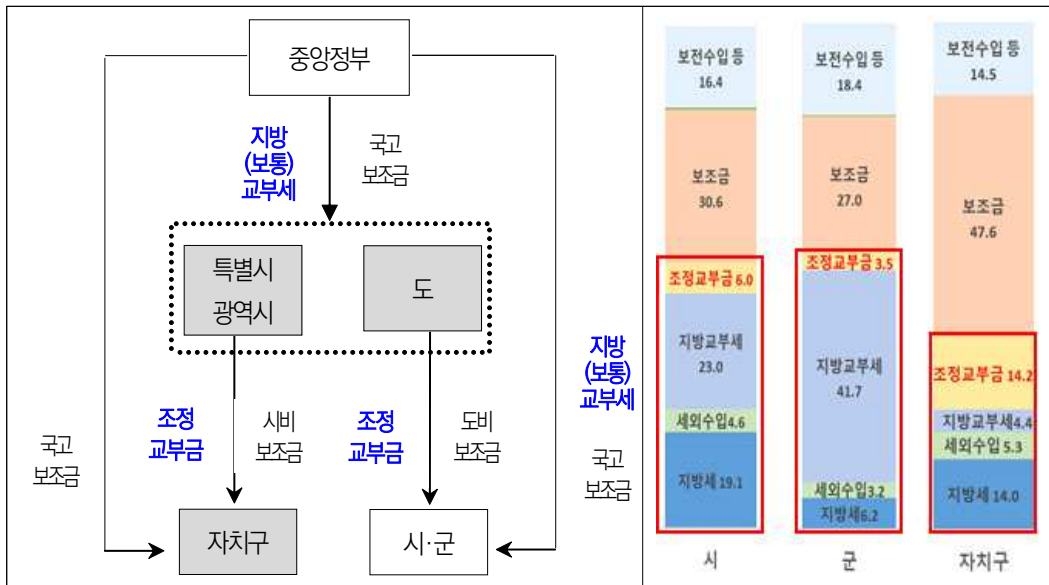 중앙정부
지방
(보통)
교부세
국고
보조금
특별시
광역시
도
조정
교부금
시비
보조금
조정
교부금
도비
보조금
국고
보조금
지방
(보통)
교부세
국고
보조금
자치구
시·군
보전수입 등
16.4
보조금
30.6
조정교부금 6.0
지방교부세
23.0
세외수입4.6
지방세 19.1
시
보전수입 등
18.4
보조금
27.0
조정교부금 3.5
지방교부세
41.7
세외수입3.2
지방세6.2
군
보전수입 등
14.5
보조금
47.6
조정교부금 14.2
지방교부세4.4
세외수입 5.3
지방세 14.0
자치구